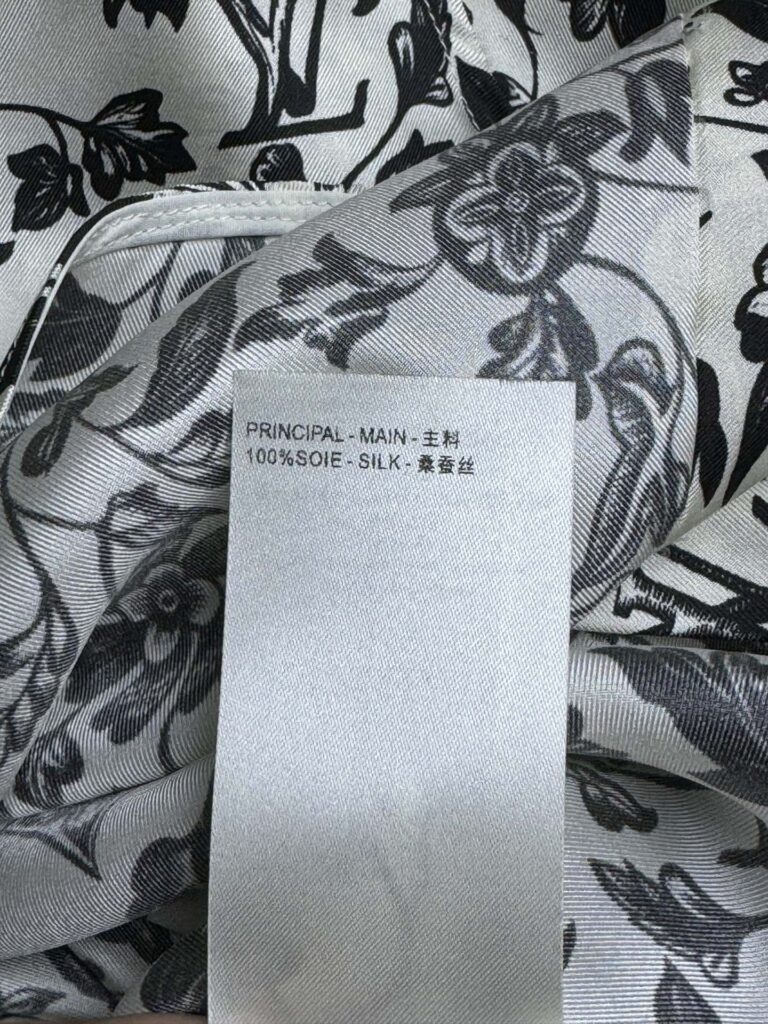 PRINCIPAL - MAIN - 主料
100%SOIE - SILK - 桑蚕丝